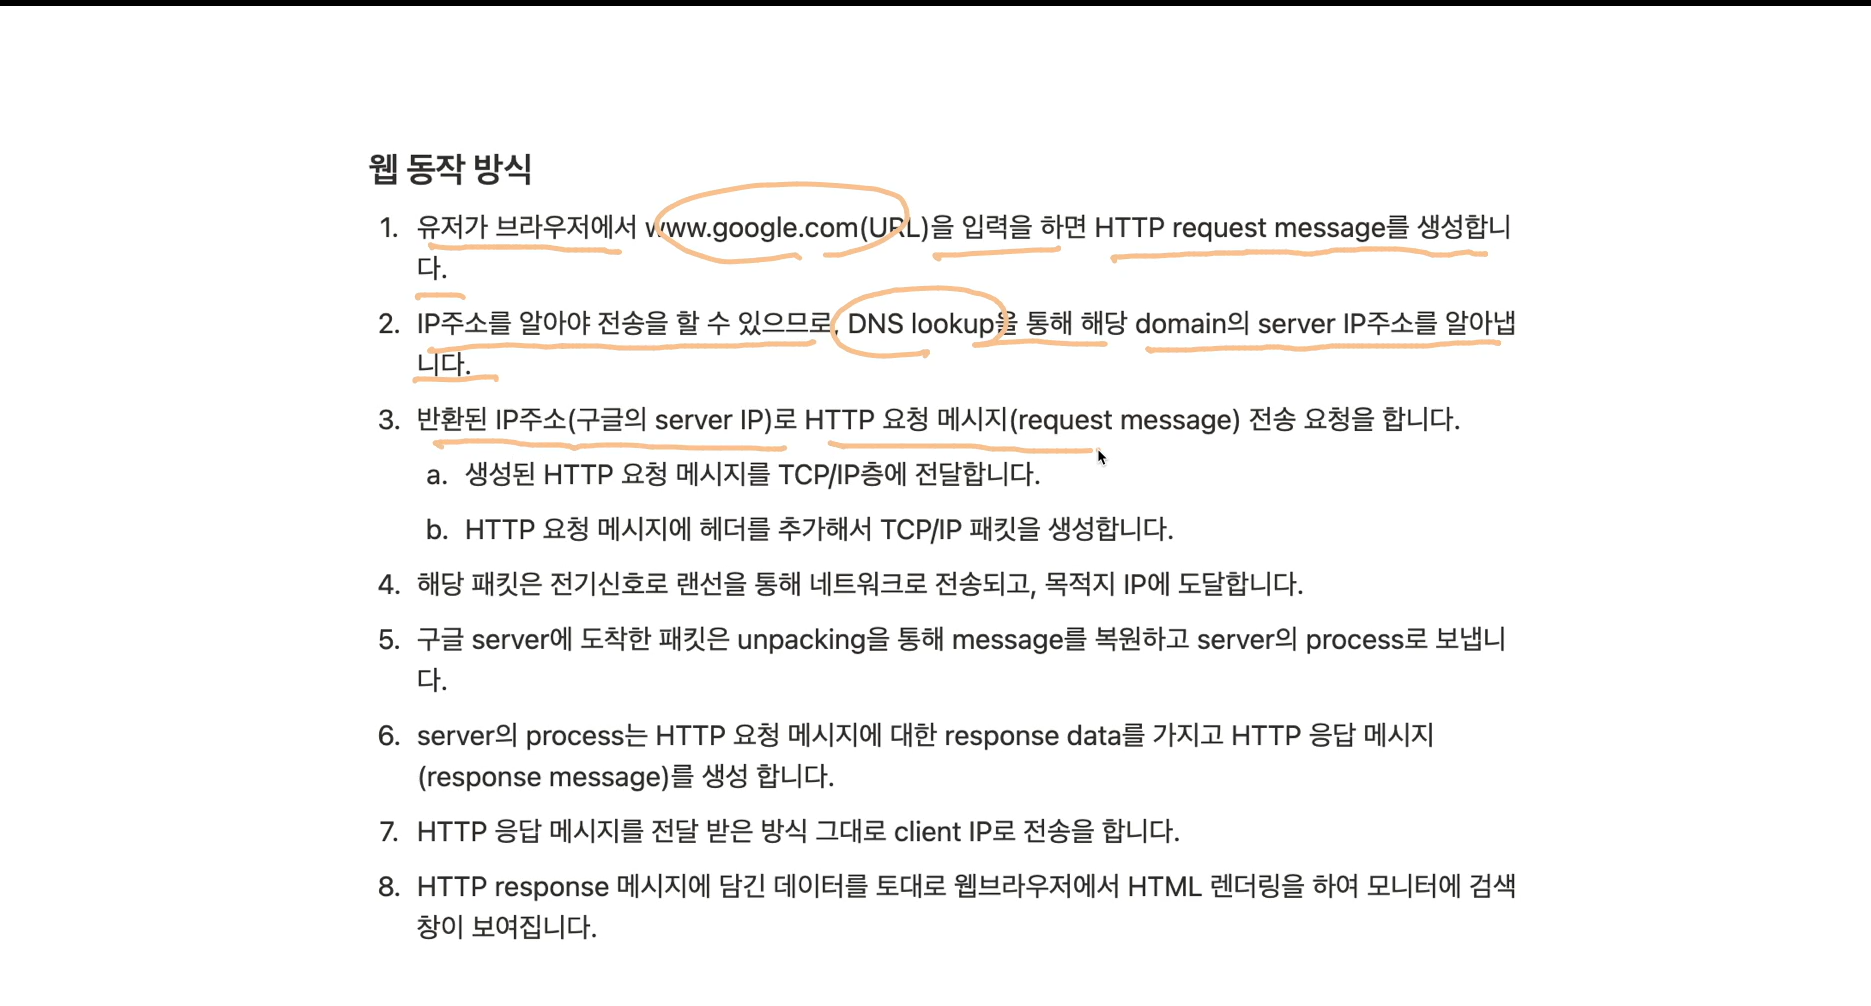 웹 동작 방식
1. 유저가 브라우저에서 www.google.com(URL)을 입력을 하면 HTTP request message를 생성합니
다.
2. IP주소를 알아야 전송을 할 수 있으므로, DNS lookup을 통해 해당 domain의 server IP주소를 알아냅
니다.
3. 반환된 IP주소(구글의 server IP)로 HTTP 요청 메시지(request message) 전송 요청을 합니다.
a. 생성된 HTTP 요청 메시지를 TCP/IP층에 전달합니다.
b. HTTP 요청 메시지에 헤더를 추가해서 TCP/IP 패킷을 생성합니다.
4. 해당 패킷은 전기신호로 랜선을 통해 네트워크로 전송되고, 목적지 IP에 도달합니다.
5. 구글 server에 도착한 패킷은 unpacking을 통해 message를 복원하고 server의 process로 보냅니
다.
6. server의 process는 HTTP 요청 메시지에 대한 response data를 가지고 HTTP 응답 메시지
(response message)를 생성 합니다.
7. HTTP 응답 메시지를 전달 받은 방식 그대로 client IP로 전송을 합니다.
8. HTTP response 메시지에 담긴 데이터를 토대로 웹브라우저에서 HTML 렌더링을 하여 모니터에 검색
창이 보여집니다.